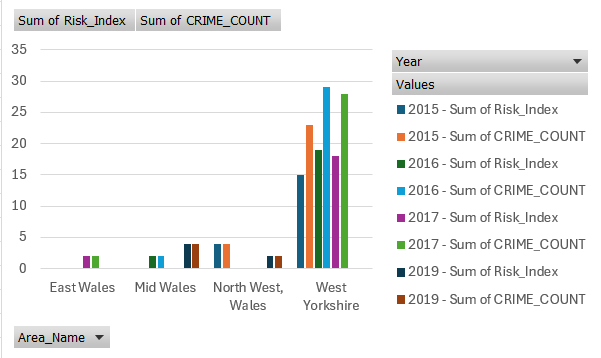 Sum of Risk_Index
Sum of CRIME_COUNT
35
30
25
20
15
10
5
0
East Wales
Mid Wales
North West,
Wales
West
Yorkshire
Year
Values
2015 - Sum of Risk_Index
2015 - Sum of CRIME_COUNT
2016 - Sum of Risk_Index
2016 - Sum of CRIME_COUNT
2017 - Sum of Risk_Index
2017 - Sum of CRIME_COUNT
2019 - Sum of Risk_Index
2019 - Sum of CRIME_COUNT
Area_Name